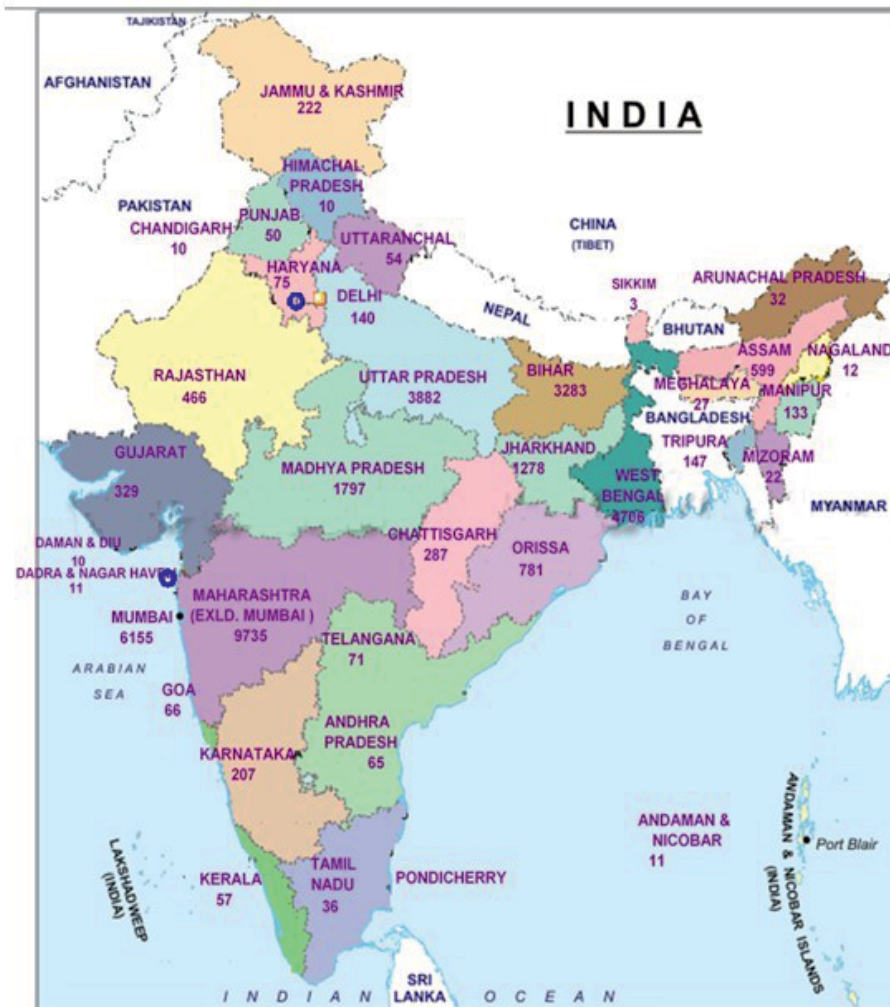 TAJIKISTAN
AFGHANISTAN
JAMMU & KASHMIR
222
INDIA
HIMACHAL
PRADESH
10
PAKISTAN
CHANDIGARH
10
PUNJAB
50
UTTARANCHAL
54
CHINA
(TIBET)
HARYANA
75
DELHI
140
NEPAL
SIKKIM
3
ARUNACHAL PRADESH
32
BHUTAN
RAJASTHAN
466
UTTAR PRADESH
3882
BIHAR
3283
ASSAM
599
NAGALAND
12
MEGHALAYA
27
MANIPUR
133
BANGLADESH
TRIPURA
147
MIZORAM
22
GUJARAT
329
MADHYA PRADESH
1797
JHARKHAND
1278
WEST
BENGAL
4706
MYANMAR
CHATTISGARH
287
ORISSA
781
DAMAN & DIU
10
DADRA & NAGAR HAVELI
11
MAHARASHTRA
(EXLD. MUMBAI )
9735
MUMBAI
6155
BAY
OF
BENGAL
TELANGANA
71
ARABIAN
SEA
GOA
66
ANDHRA
PRADESH
65
KARNATAKA
207
ANDAMAN &
NICOBAR
11
ANDAMAN & NICOBAR ISLANDS
(INDIA)
Port Blair
LAKSHADWEEP
(INDIA)
KERALA
57
TAMIL
NADU
36
PONDICHERRY
SRI
LANKA
INDIAN OCEAN